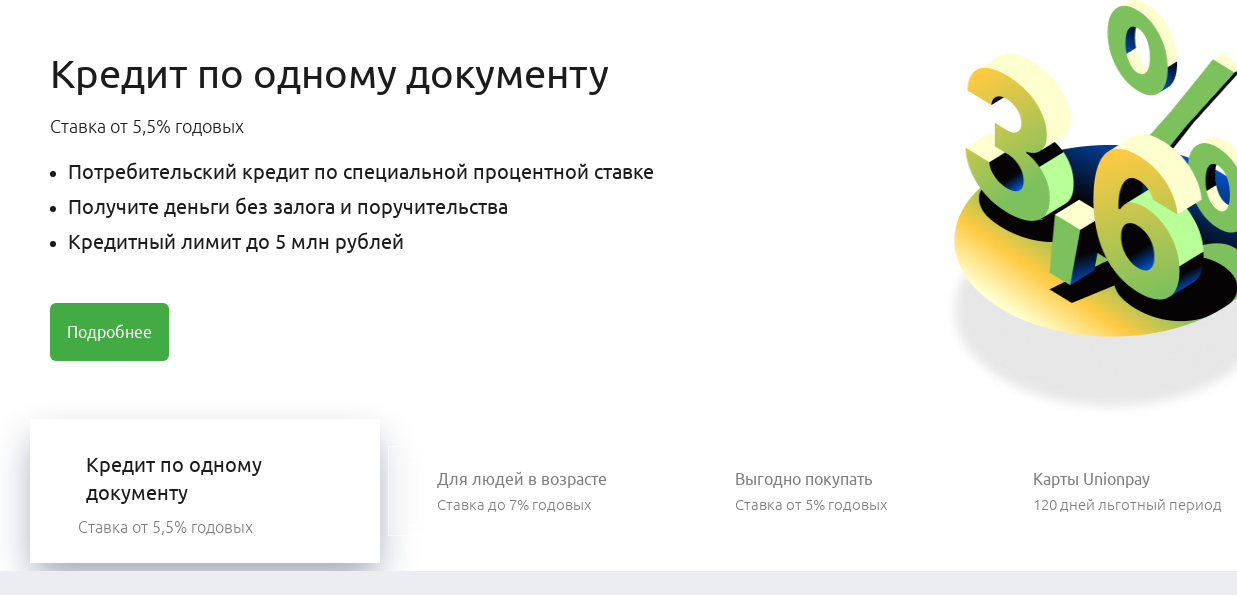 Кредит по одному документу
Ставка от 5,5% годовых
Потребительский кредит по специальной процентной ставке
Получите деньги без залога и поручительства
Кредитный лимит до 5 млн рублей
Подробнее
3,6%
Кредит по одному
документу
Ставка от 5,5% годовых
Для людей в возрасте
Ставка до 7% годовых
Выгодно покупать
Ставка от 5% годовых
Карты Unionpay
120 дней льготный период